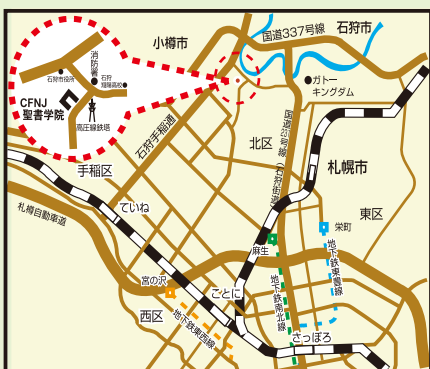 小樽市
国道337号線
石狩市
消防署
石狩市役所
石狩
翔陽高校
CFNJ
聖書学院
高圧線鉄塔
ガトー
キングダム
石狩手稲通
国道231号線（石狩街道）
北区
札幌市
手稲区
ていね
札樽自動車道
東区
栄町
麻生
地下鉄東豊線
宮の沢
ことに
地下鉄南北線
西区
地下鉄東西線
さっぽろ